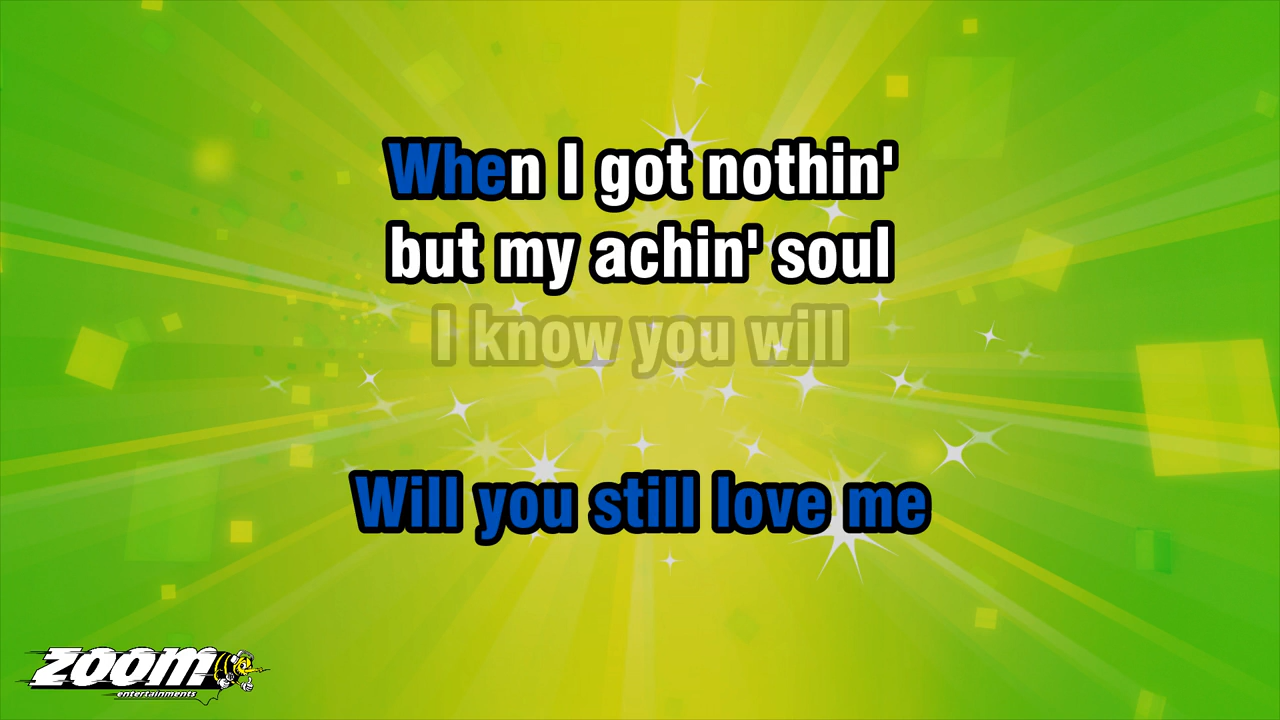 When I got nothin'
but my achin' soul
I know you will
Will you still love me
zoom
entertainments